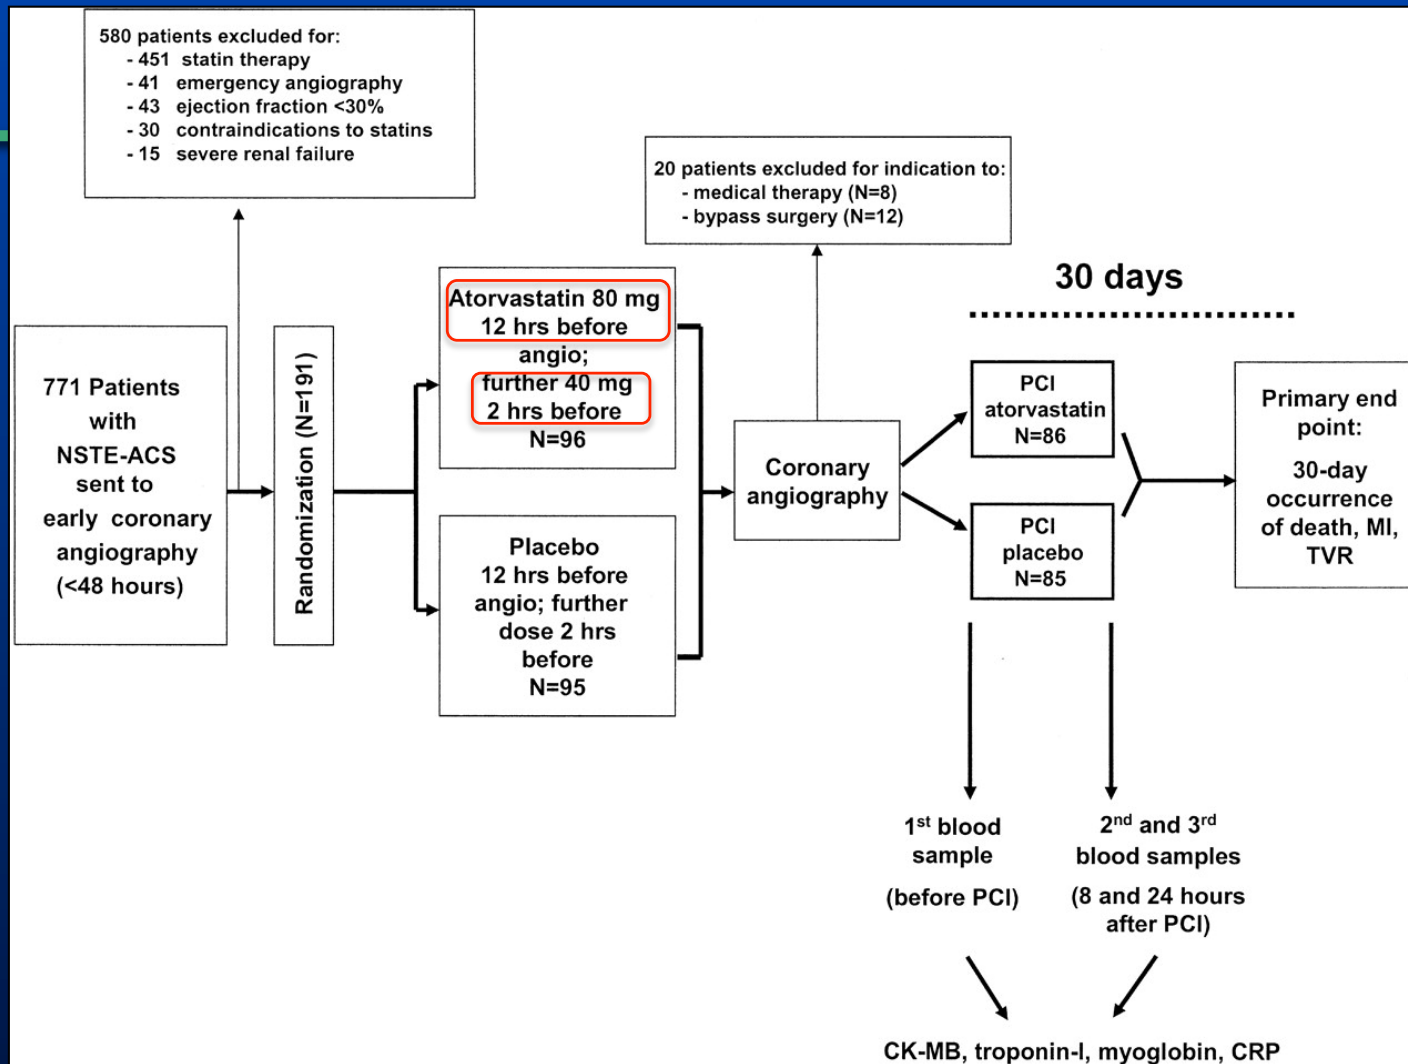 580 patients excluded for:
- 451 statin therapy
- 41 emergency angiography
- 43 ejection fraction <30%
- 30 contraindications to statins
- 15 severe renal failure
20 patients excluded for indication to:
- medical therapy (N=8)
- bypass surgery (N=12)
771 Patients
with
NSTE-ACS
sent to
early coronary
angiography
(<48 hours)
Randomization (N=191)
Atorvastatin 80 mg
12 hrs before
angio;
further 40 mg
2 hrs before
N=96
Placebo
12 hrs before
angio; further
dose 2 hrs
before
N=95
Coronary
angiography
30 days
PCI
atorvastatin
N=86
PCI
placebo
N=85
Primary end
point:
30-day
occurrence
of death, MI,
TVR
1st blood
sample
(before PCI)
2nd and 3rd
blood samples
(8 and 24 hours
after PCI)
CK-MB, troponin-I, myoglobin, CRP